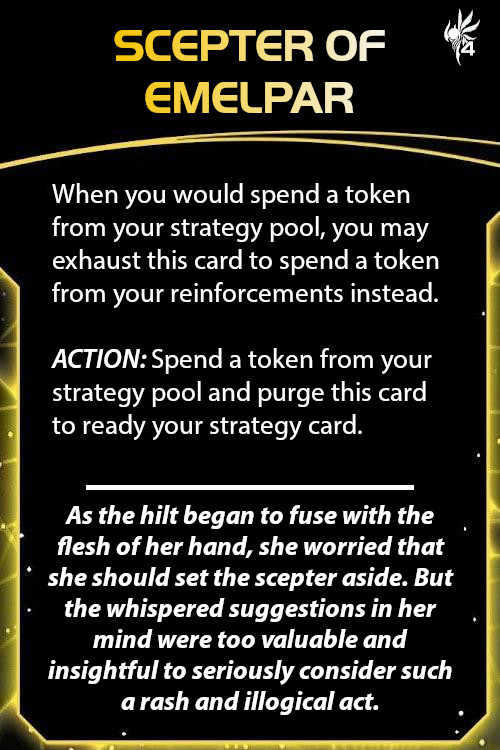 SCEPTER OF
EMELPAR
4
When you would spend a token
from your strategy pool, you may
exhaust this card to spend a token
from your reinforcements instead.
ACTION: Spend a token from your
strategy pool and purge this card
to ready your strategy card.
As the hilt began to fuse with the
flesh of her hand, she worried that
she should set the scepter aside. But
the whispered suggestions in her
mind were too valuable and
insightful to seriously consider such
a rash and illogical act.